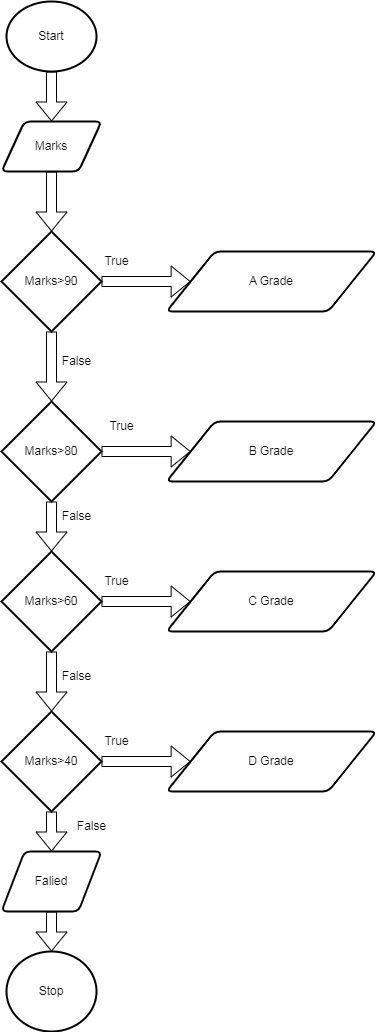 Start
Marks
Marks>90
True
A Grade
False
Marks>80
True
B Grade
False
Marks>60
True
C Grade
False
Marks>40
True
D Grade
False
Falied
Stop